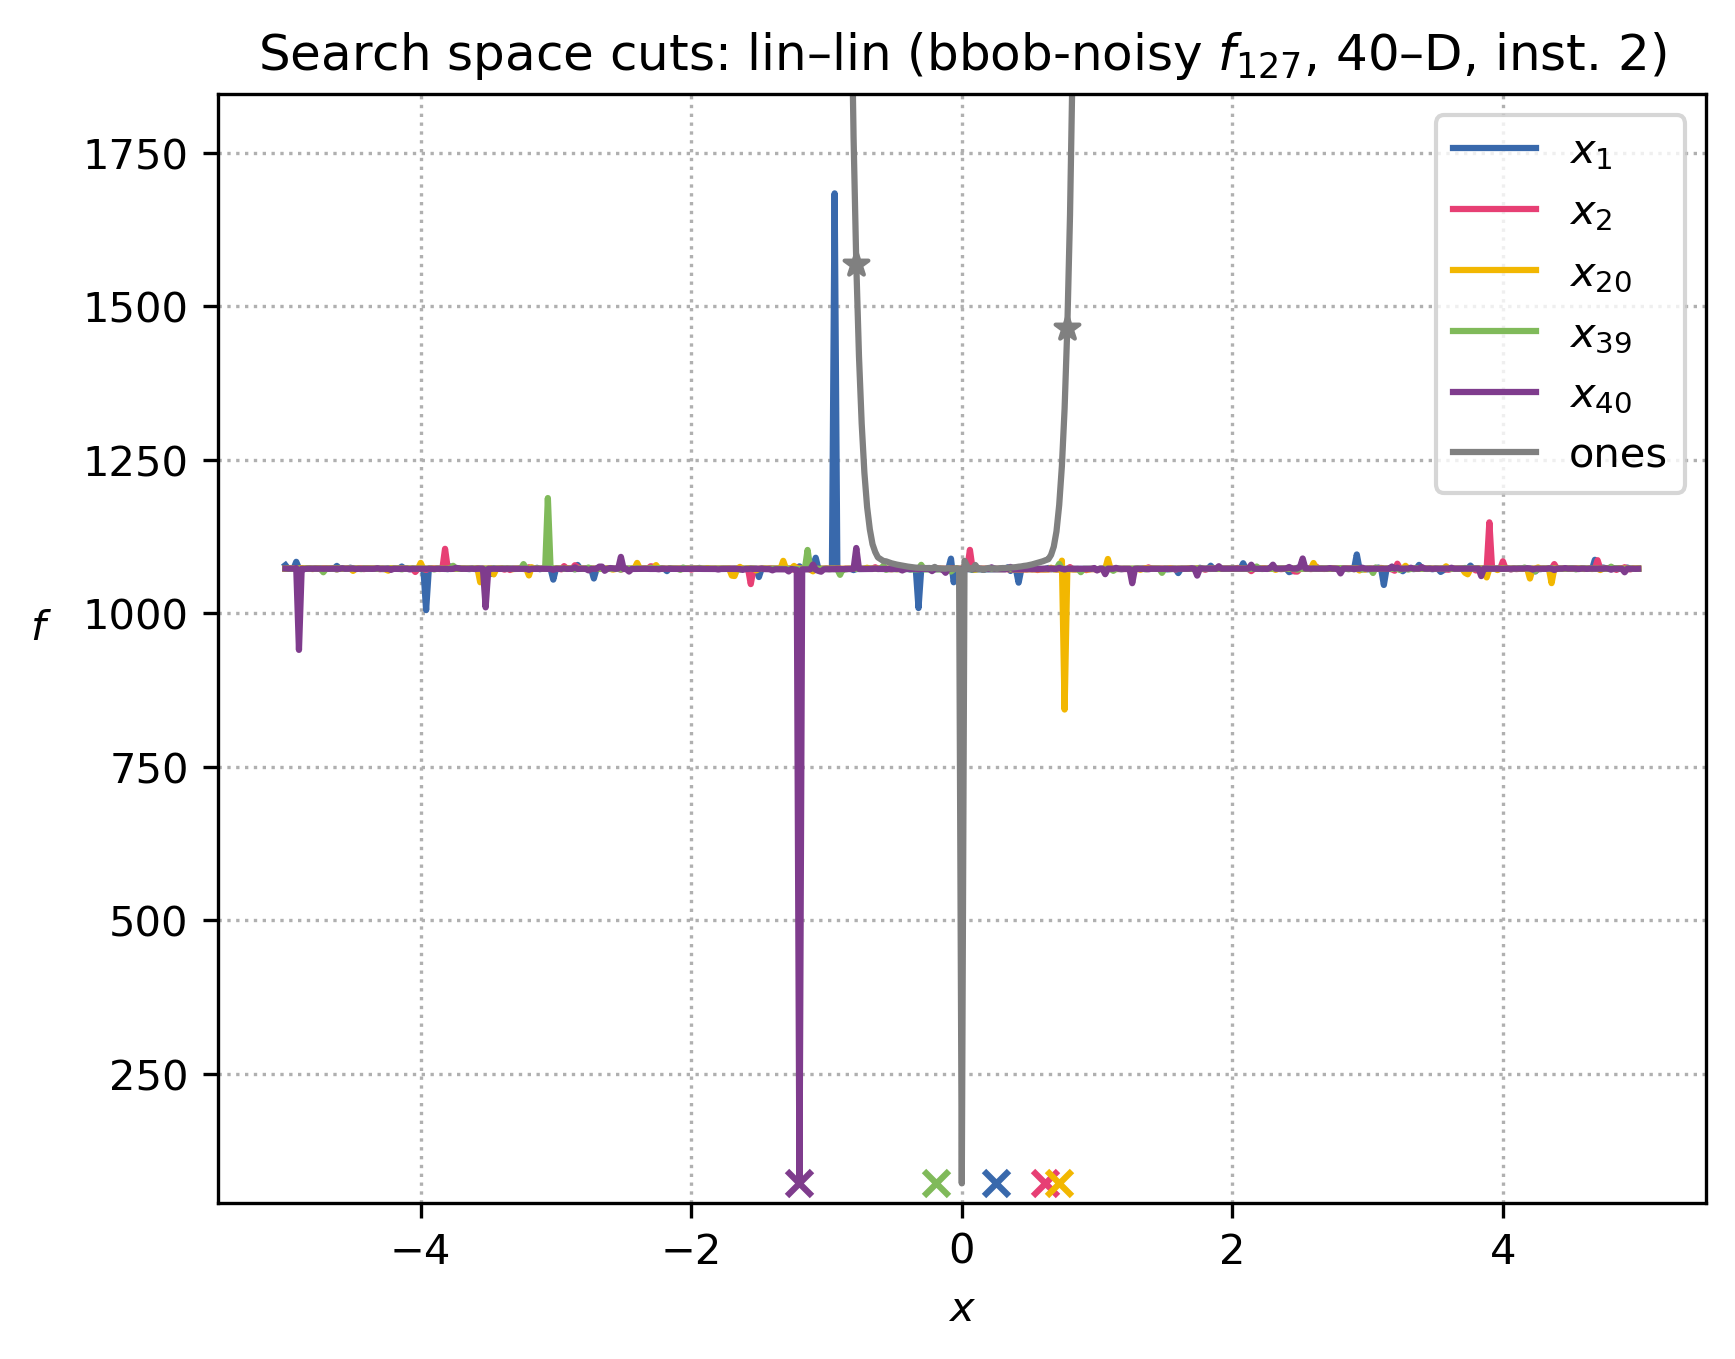 Search space cuts: lin–lin (bbob-noisy f₁₂₇, 40–D, inst. 2)
1750
1500
1250
1000
750
500
250
f
−4
−2
0
2
4
x
x₁
x₂
x₂₀
x₃₉
x₄₀
ones